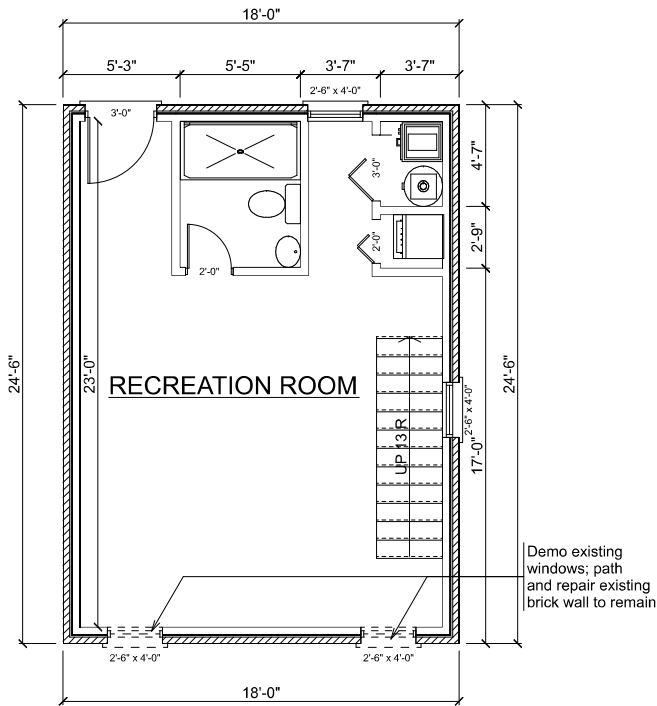 18'-0"
5'-3"
5'-5"
3'-7"
3'-7"
2'-6" x 4'-0"
3'-0"
3'-0"
4'-7"
2'-0"
2'-9"
2'-0"
24'-6"
23'-0"
RECREATION ROOM
UP 13 R
2'-6" x 4'-0"
17'-0"
24'-6"
Demo existing
windows; path
and repair existing
brick wall to remain
2'-6" x 4'-0"
2'-6" x 4'-0"
18'-0"